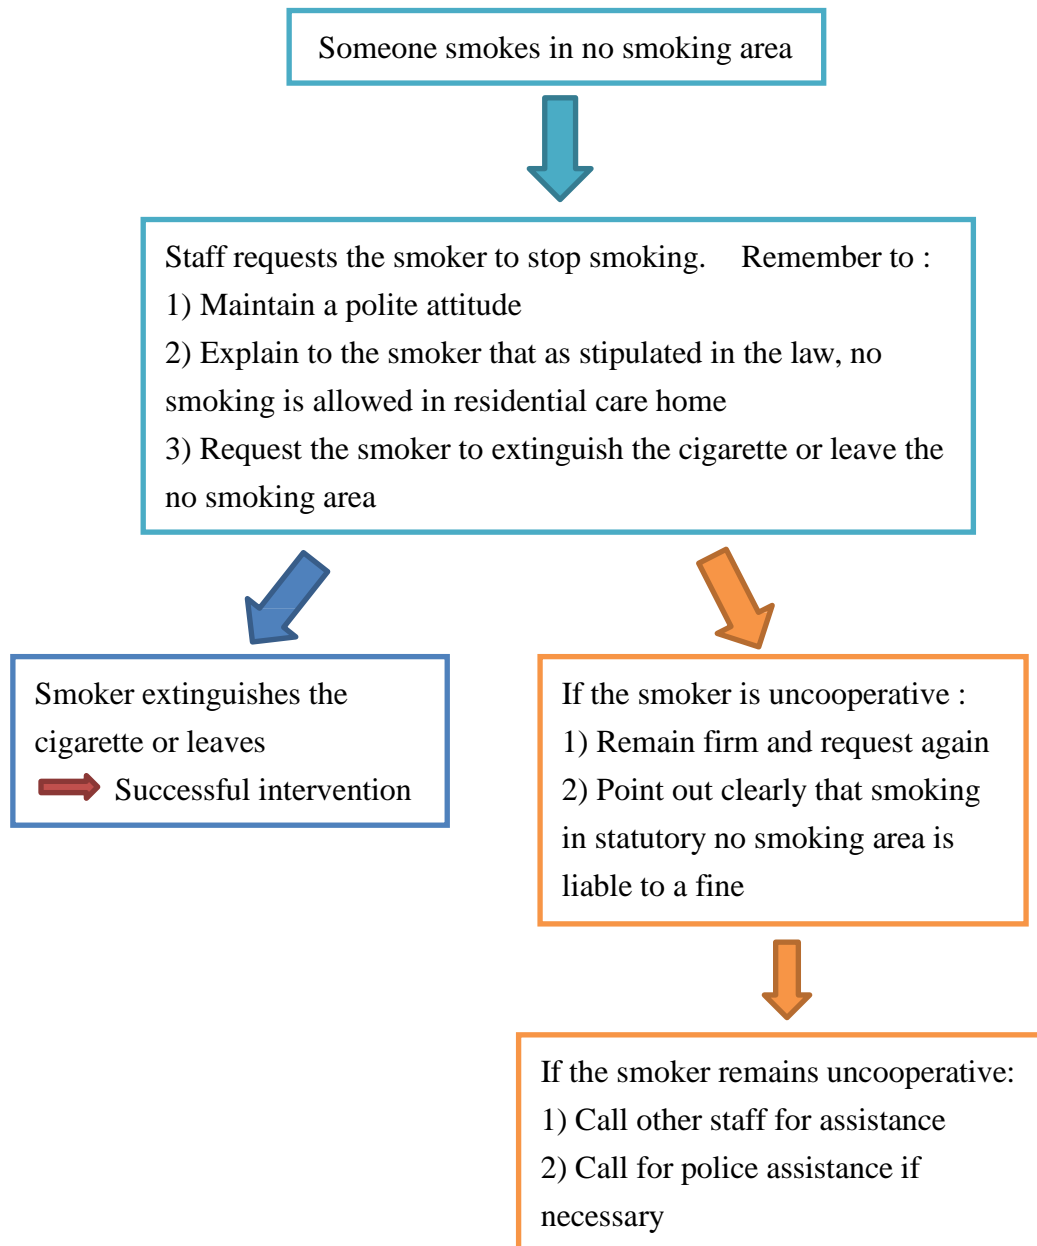 Someone smokes in no smoking area
Staff requests the smoker to stop smoking. Remember to :
1) Maintain a polite attitude
2) Explain to the smoker that as stipulated in the law, no
smoking is allowed in residential care home
3) Request the smoker to extinguish the cigarette or leave the
no smoking area
Smoker extinguishes the
cigarette or leaves
Successful intervention
If the smoker is uncooperative :
1) Remain firm and request again
2) Point out clearly that smoking
in statutory no smoking area is
liable to a fine
If the smoker remains uncooperative:
1) Call other staff for assistance
2) Call for police assistance if
necessary